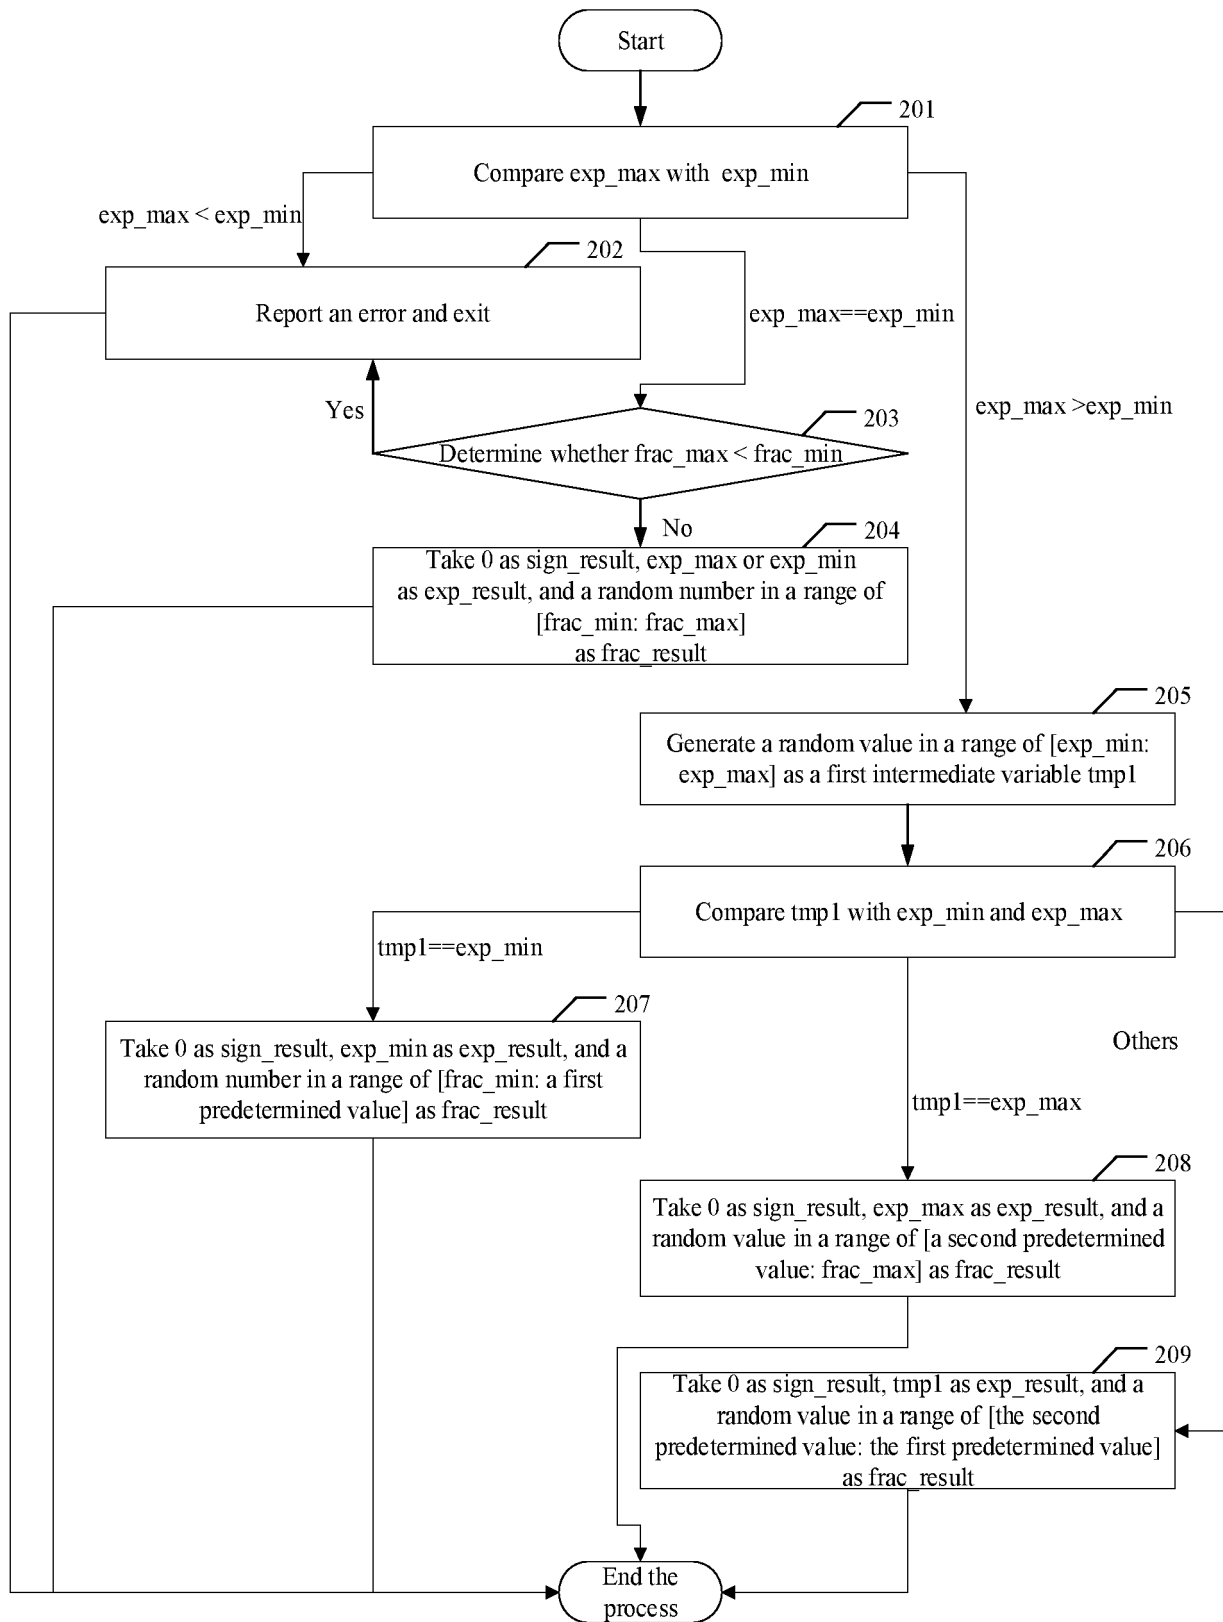 Start
201
Compare exp_max with exp_min
exp_max < exp_min
202
Report an error and exit
exp_max==exp_min
Yes
203
exp_max >exp_min
Determine whether frac_max < frac_min
No
204
Take 0 as sign_result, exp_max or exp_min
as exp_result, and a random number in a range of
[frac_min: frac_max]
as frac_result
205
Generate a random value in a range of [exp_min:
exp_max] as a first intermediate variable tmp1
206
Compare tmp1 with exp_min and exp_max
tmp1==exp_min
207
Take 0 as sign_result, exp_min as exp_result, and a
random number in a range of [frac_min: a first
predetermined value] as frac_result
Others
tmp1==exp_max
208
Take 0 as sign_result, exp_max as exp_result, and a
random value in a range of [a second predetermined
value: frac_max] as frac_result
209
Take 0 as sign_result, tmp1 as exp_result, and a
random value in a range of [the second
predetermined value: the first predetermined value]
as frac_result
End the
process